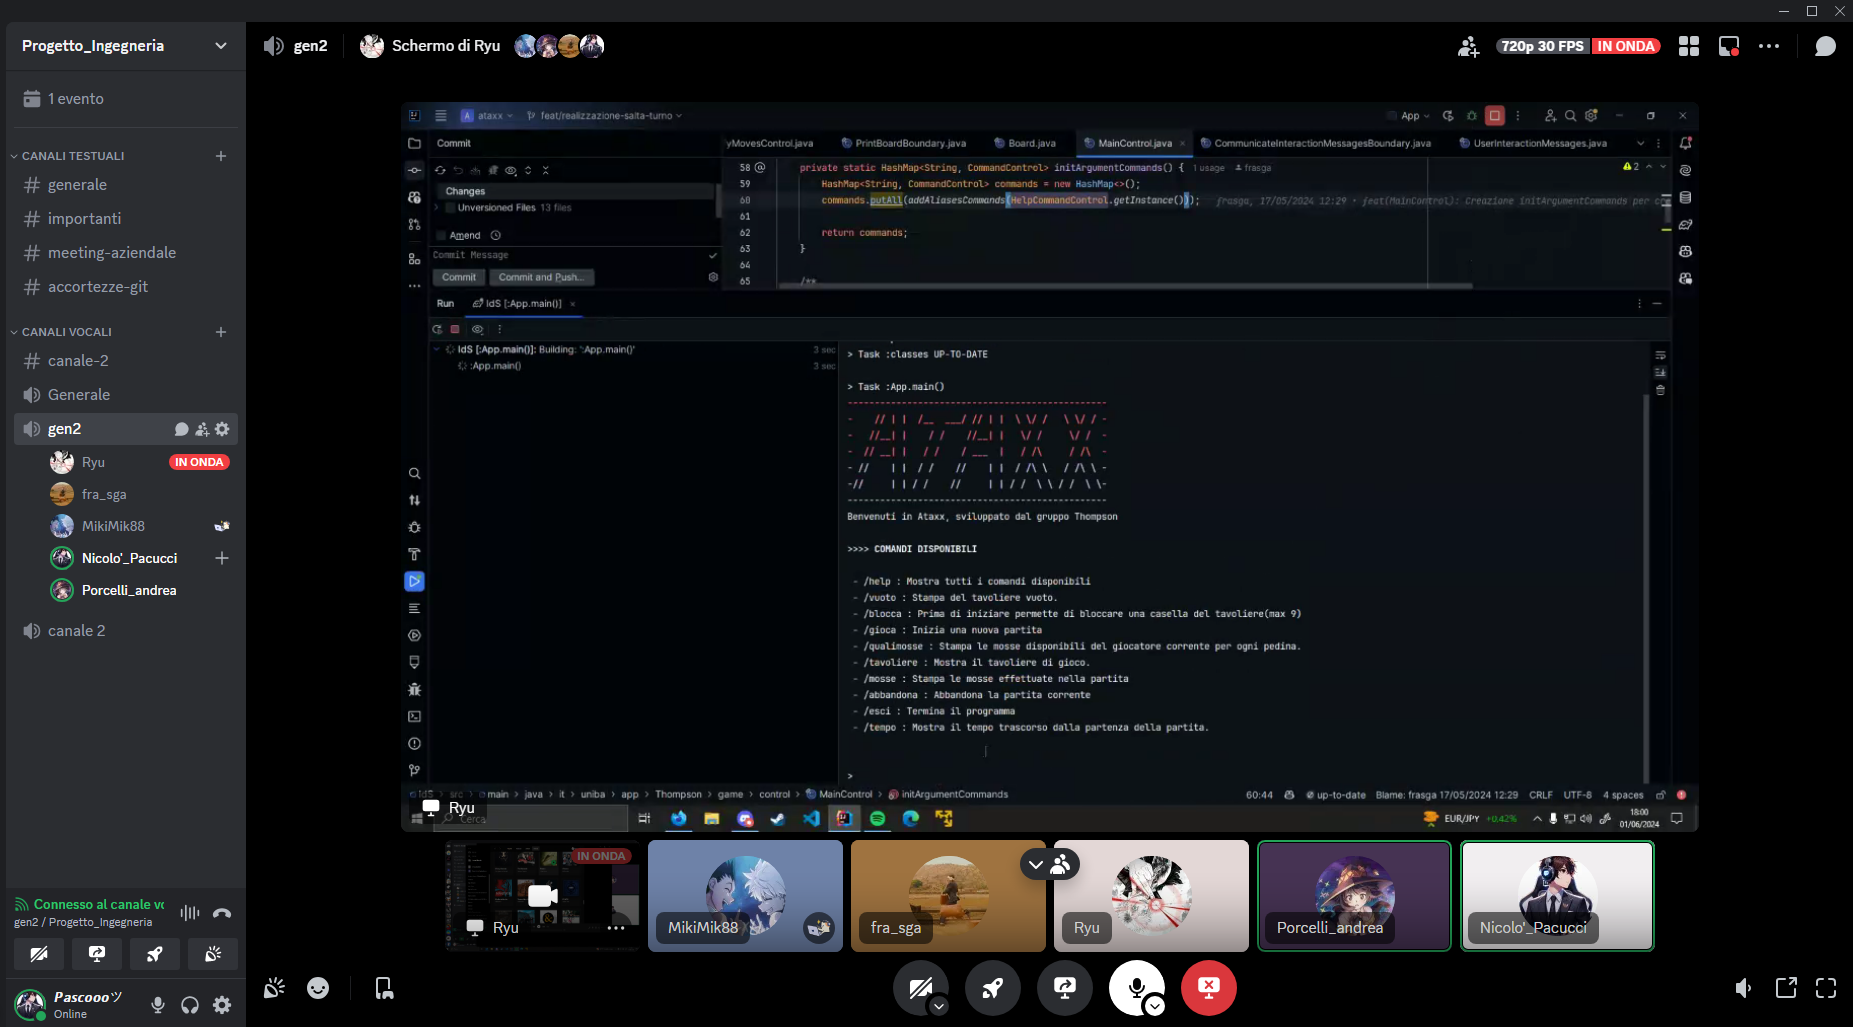 Progetto_Ingegneria
1 evento
CANALI TESTUALI
generale
importanti
meeting-aziendale
accortezze-git
CANALI VOCALI
canale-2
Generale
gen2
Ryu
IN ONDA
fra_sga
MikiMik88
Nicolo'_Pacucci
Porcelli_andrea
canale 2
Connesso al canale vo
gen2 / Progetto_Ingegneria
Pascoooツ
Online
gen2
Schermo di Ryu
720p 30 FPS IN ONDA
ataxx
feat/realizzazione-salta-turno
App
Commit
yMovesControl.java
PrintBoardBoundary.java
Board.java
MainControl.java
CommunicateInteractionMessagesBoundary.java
UserInteractionMessages.java
Changes
Unversioned Files 13 files
Amend
Commit Message
Commit
Commit and Push...
58 private static HashMap<String, CommandControl> initArgumentCommands() { 1 usage frasga
2
59 HashMap<String, CommandControl> commands = new HashMap<>();
60 commands.putAll(addAliasesCommands(HelpCommandControl.getInstance())); frasga, 17/05/2024 12:29 • feat(MainControl): Creazione initArgumentCommands per
61
62 return commands;
63 }
64
65 /**
Run
IdS [:App.main()]
IdS [:App.main()]: Building: ':App.main()'
3 sec
:App.main()
3 sec
> Task :classes UP-TO-DATE
> Task :App.main()
ATAXX
Benvenuti in Ataxx, sviluppato dal gruppo Thompson
>>>> COMANDI DISPONIBILI
- /help : Mostra tutti i comandi disponibili
- /vuoto : Stampa del tavoliere vuoto.
- /blocca : Prima di iniziare permette di bloccare una casella del tavoliere(max 9)
- /gioca : Inizia una nuova partita
- /qualimosse : Stampa le mosse disponibili del giocatore corrente per ogni pedina.
- /tavoliere : Mostra il tavoliere di gioco.
- /mosse : Stampa le mosse effettuate nella partita
- /abbandona : Abbandona la partita corrente
- /esci : Termina il programma
- /tempo : Mostra il tempo trascorso dalla partenza della partita.
>
IdS > src > main > java > it > uniba > app > Thompson > game > control > MainControl > initArgumentCommands
60:44
up-to-date
Blame: frasga 17/05/2024 12:29
CRLF
UTF-8
4 spaces
Ryu
Cerca
EUR/JPY +0,42%
18:00
01/06/2024
IN ONDA
Ryu
MikiMik88
fra_sga
Ryu
Porcelli_andrea
Nicolo'_Pacucci